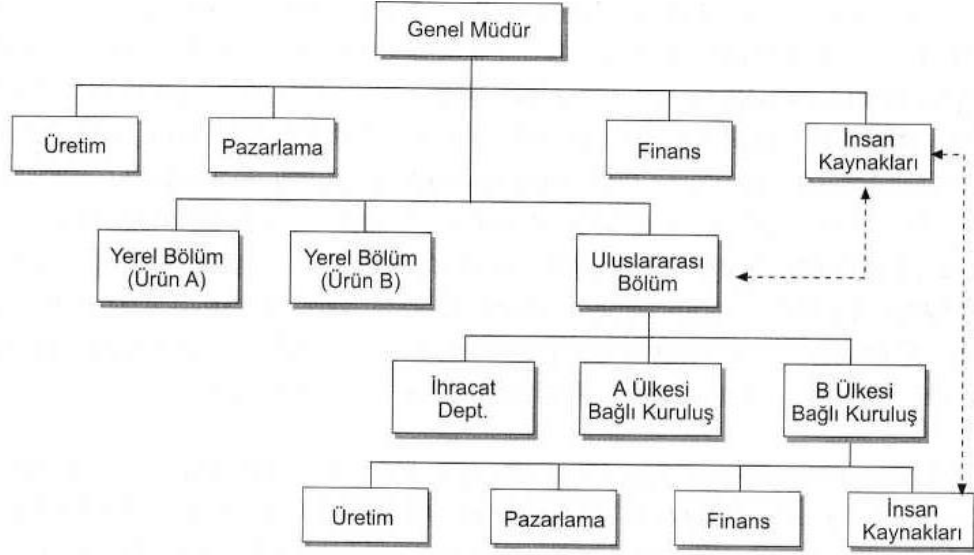 Genel Müdür
Üretim
Pazarlama
Finans
İnsan
Kaynakları
Yerel Bölüm
(Ürün A)
Yerel Bölüm
(Ürün B)
Uluslararası
Bölüm
İhracat
Dept.
A Ülkesi
Bağlı Kuruluş
B Ülkesi
Bağlı Kuruluş
Üretim
Pazarlama
Finans
İnsan
Kaynakları